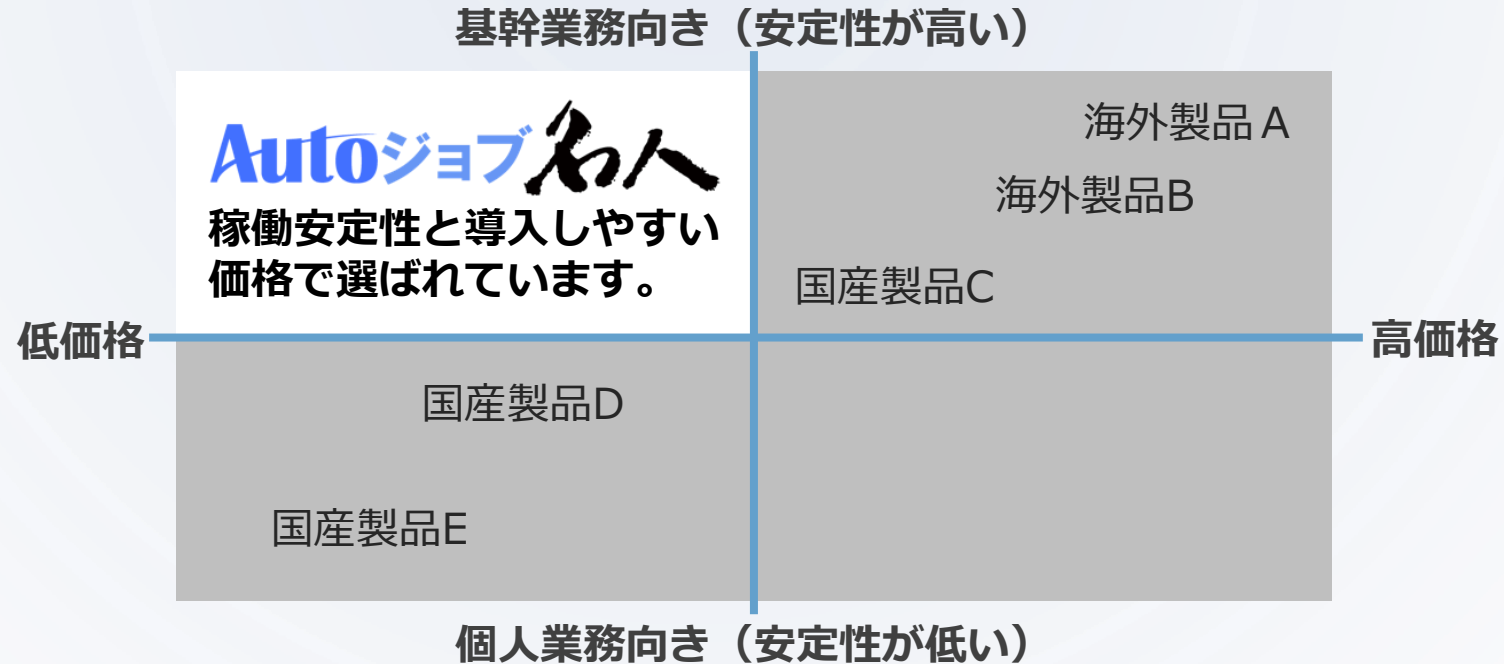 基幹業務向き（安定性が高い）
Autoジョブ名人
稼働安定性と導入しやすい
価格で選ばれています。
海外製品A
海外製品B
国産製品C
低価格
高価格
国産製品D
国産製品E
個人業務向き（安定性が低い）